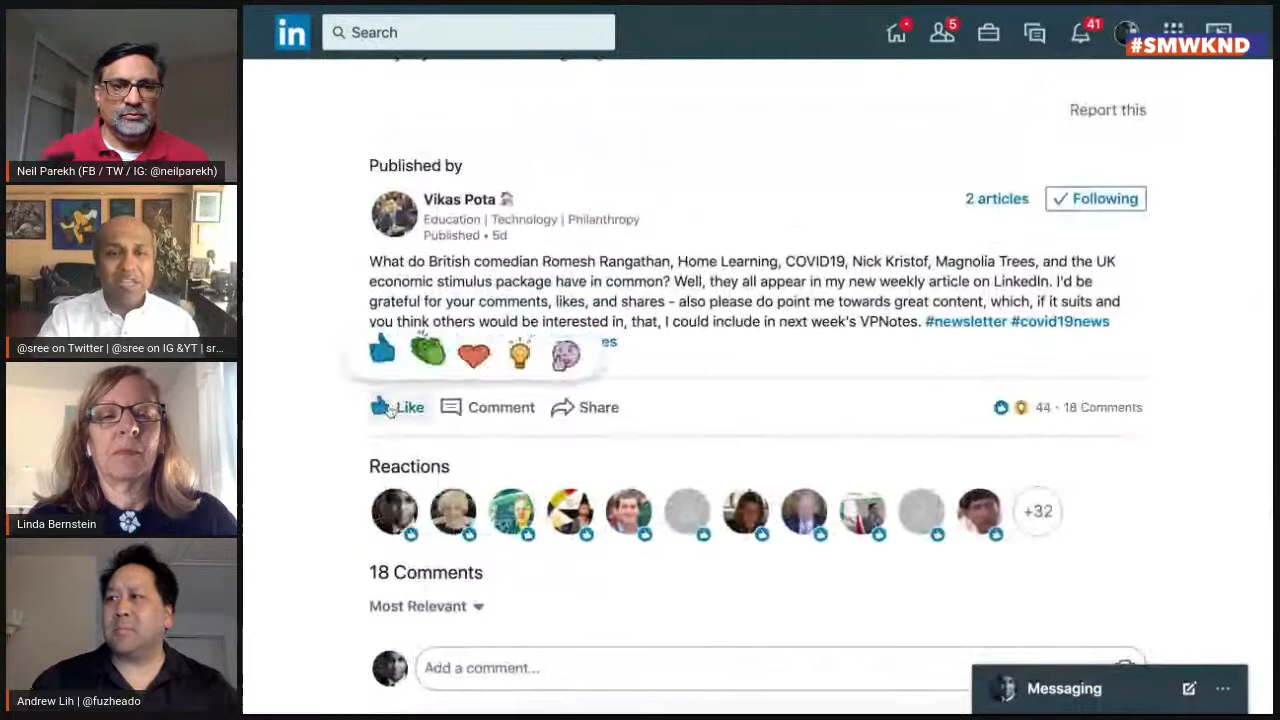 in
Search
5
41
#SMWKND
Report this
Published by
Vikas Pota
2 articles
Following
Education | Technology | Philanthropy
Published • 5d
What do British comedian Romesh Rangathan, Home Learning, COVID19, Nick Kristof, Magnolia Trees, and the UK
economic stimulus package have in common? Well, they all appear in my new weekly article on LinkedIn. I'd be
grateful for your comments, likes, and shares - also please do point me towards great content, which, if it suits and
you think others would be interested in, that, I could include in next week's VPNotes. #newsletter #covid19news
es
Like
Comment
Share
44 · 18 Comments
Reactions
+32
18 Comments
Most Relevant
Add a comment...
Messaging
Neil Parekh (FB / TW / IG: @neilparekh)
@sree on Twitter | @sree on IG &YT | sr...
Linda Bernstein
Andrew Lih | @fuzheado